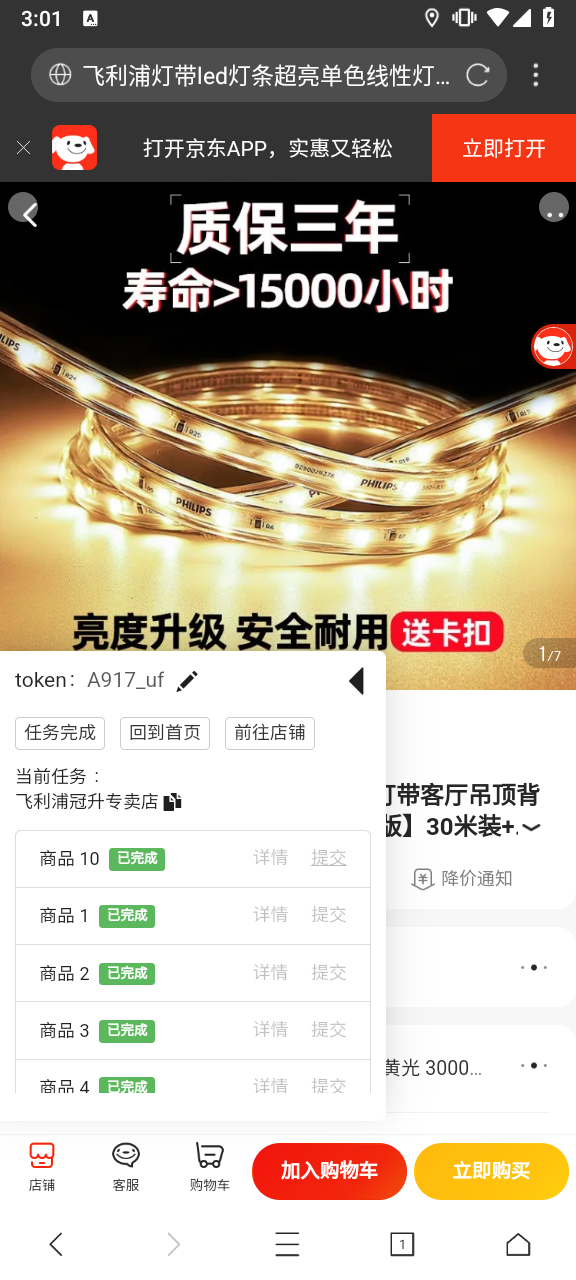 3:01
A
飞利浦灯带led灯条超亮单色线性灯...
打开京东APP，实惠又轻松
立即打开
质保三年
寿命>15000小时
PHILIPS
PHILIPS
亮度升级 安全耐用 送卡扣
1/7
token： A917_uf
任务完成 回到首页 前往店铺
当前任务：
飞利浦冠升专卖店
灯带客厅吊顶背
版】30米装+.
降价通知
商品 10 已完成 详情 提交
商品 1 已完成 详情 提交
商品 2 已完成 详情 提交
商品 3 已完成 详情 提交
黄光 3000...
商品 4 已完成 详情 提交
店铺 客服 购物车 加入购物车 立即购买
1